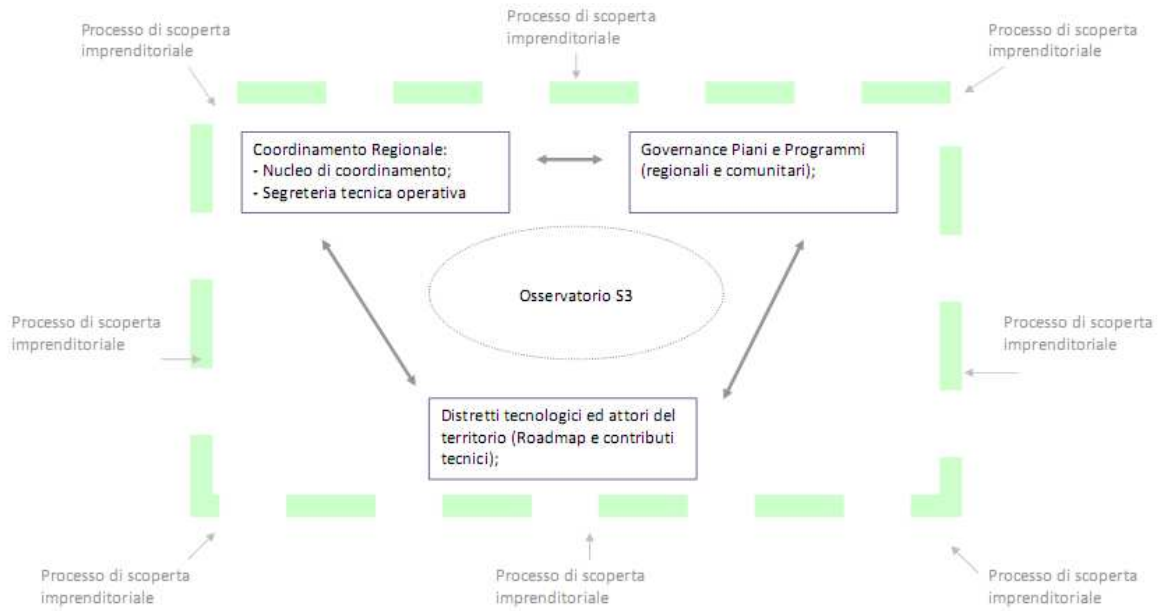 Processo di scoperta
imprenditoriale
Processo di scoperta
imprenditoriale
Processo di scoperta
imprenditoriale
Coordinamento Regionale:
- Nucleo di coordinamento;
- Segreteria tecnica operativa
Governance Piani e Programmi
(regionali e comunitari);
Osservatorio S3
Processo di scoperta
imprenditoriale
Processo di scoperta
imprenditoriale
Distretti tecnologici ed attori del
territorio (Roadmap e contributi
tecnici);
Processo di scoperta
imprenditoriale
Processo di scoperta
imprenditoriale
Processo di scoperta
imprenditoriale